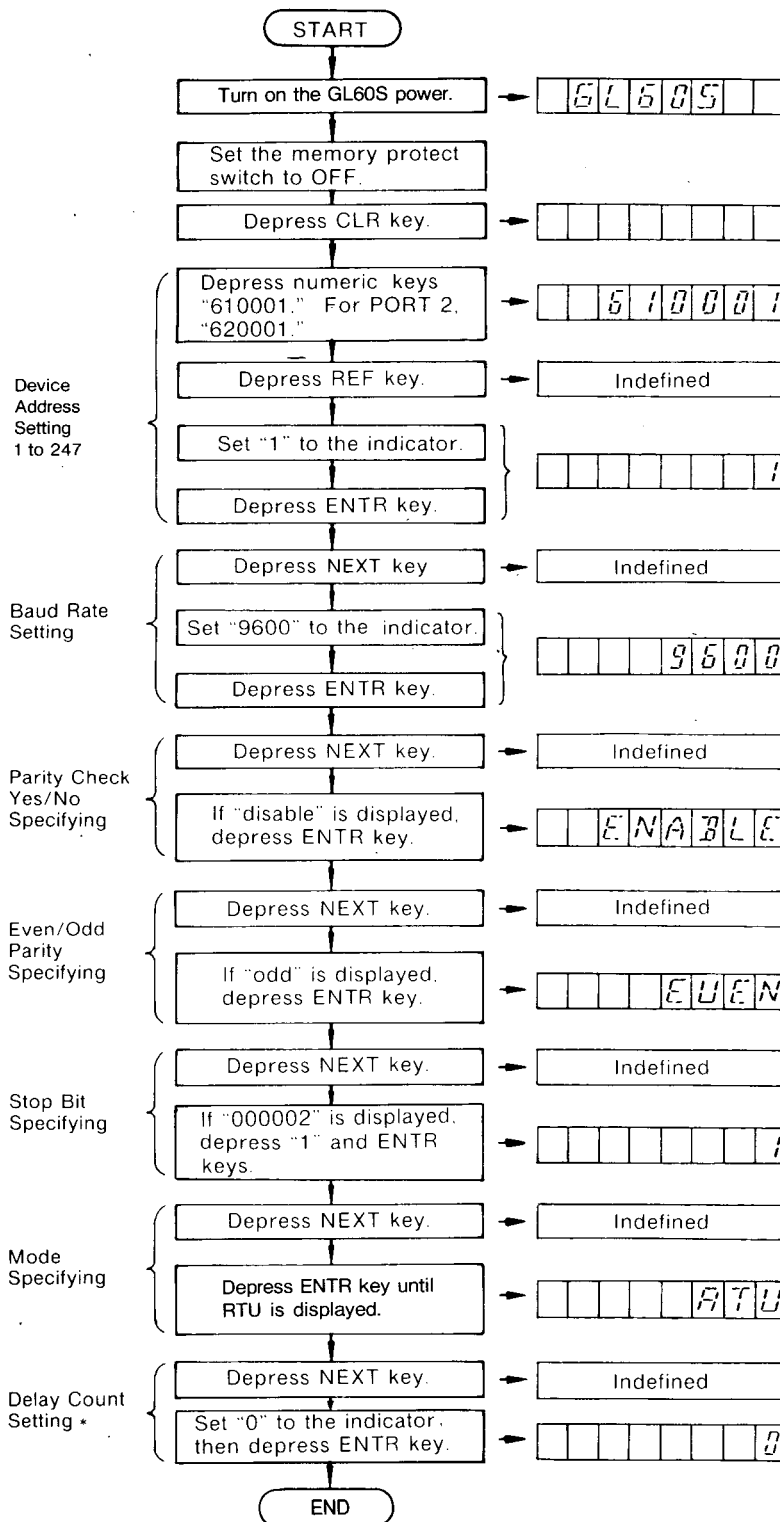 START
Turn on the GL60S power.
GL60S
Set the memory protect
switch to OFF.
Depress CLR key.
Device
Address
Setting
1 to 247
Depress numeric keys
"610001." For PORT 2,
"620001."
610001
Depress REF key.
Indefined
Set "1" to the indicator.
Depress ENTR key.
1
Baud Rate
Setting
Depress NEXT key
Indefined
Set "9600" to the indicator.
Depress ENTR key.
9600
Parity Check
Yes/No
Specifying
Depress NEXT key.
Indefined
If "disable" is displayed,
depress ENTR key.
ENABLE
Even/Odd
Parity
Specifying
Depress NEXT key.
Indefined
If "odd" is displayed,
depress ENTR key.
EVEN
Stop Bit
Specifying
Depress NEXT key.
Indefined
If "000002" is displayed,
depress "1" and ENTR
keys.
1
Mode
Specifying
Depress NEXT key.
Indefined
Depress ENTR key until
RTU is displayed.
RTU
Delay Count
Setting *
Depress NEXT key.
Indefined
Set "0" to the indicator,
then depress ENTR key.
0
END